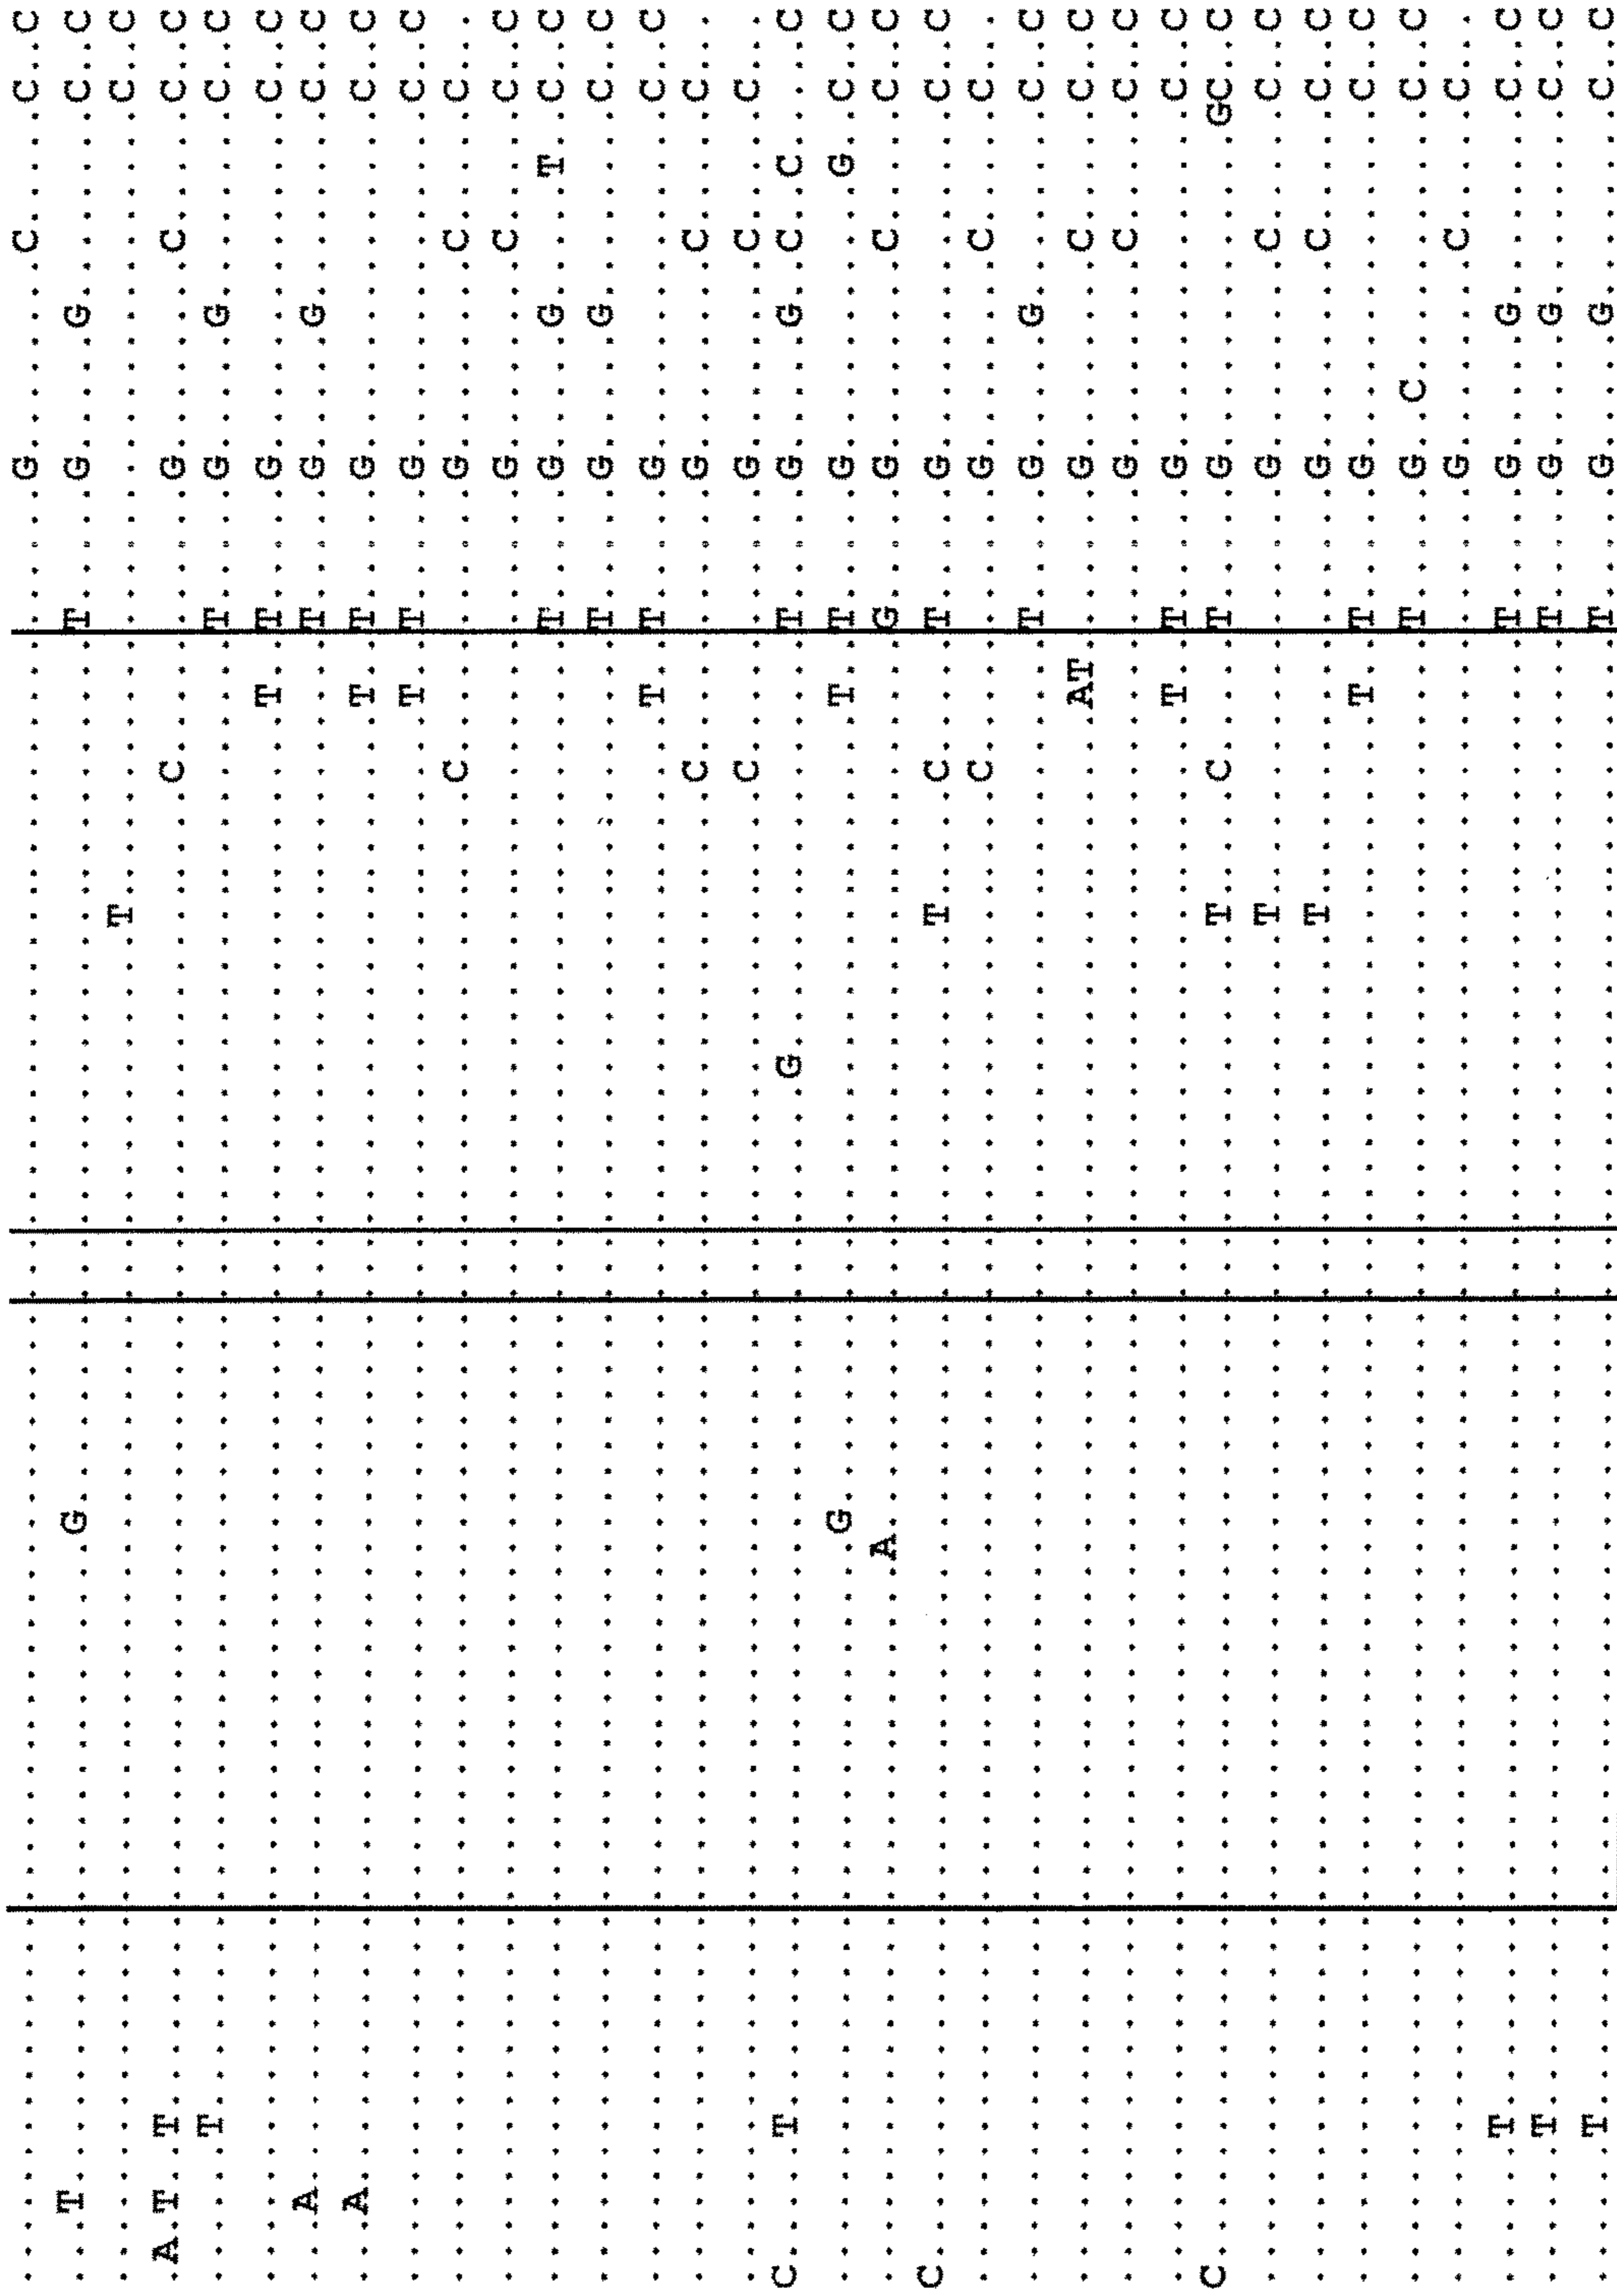 ........................................................................G........C.....C..C
...T..........................G...................................T.....G.....G........C..C
......................................................T................................C..C
.A.T..T.....................................................C...........G........C.....C..C
......T...........................................................T.....G.....G........C..C
...............................................................T..T.....G..............C..C
...A..............................................................T.....G.....G........C..C
...A...........................................................T..T.....G..............C..C
...............................................................T..T.....G..............C..C
............................................................C...........G........C.....C...
........................................................................G........C.....C..C
..................................................................T.....G.....G.....T..C..C
..................................................................T.....G.....G........C..C
...............................................................T..T.....G..............C..C
............................................................C...........G........C.....C...
............................................................C...........G........C.....C...
C.....T.........................................G.................T.....G.....G..C..C.....C
..............................G................................T..T.....G...........G..C..C
.............................A....................................G.....G........C.....C..C
C.....................................................T.....C.....T.....G..............C..C
............................................................C...........G........C.....C...
..................................................................T.....G.....G........C..C
...............................................................AT.......G........C.....C..C
........................................................................G........C.....C..C
...............................................................T..T.....G..............C..C
C.....................................................T.....C.....T.....G.............GC..C
......................................................T.................G........C.....C..C
......................................................T.................G........C.....C..C
...............................................................T..T.....G..............C..C
..................................................................T.....G..C...........C..C
........................................................................G........C.....C...
......T...........................................................T.....G.....G........C..C
......T...........................................................T.....G.....G........C..C
......T...........................................................T.....G.....G........C..C